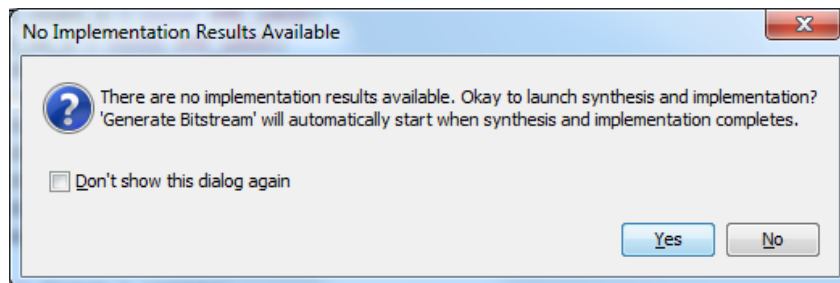 No Implementation Results Available
There are no implementation results available. Okay to launch synthesis and implementation?
'Generate Bitstream' will automatically start when synthesis and implementation completes.
Don't show this dialog again
Yes
No